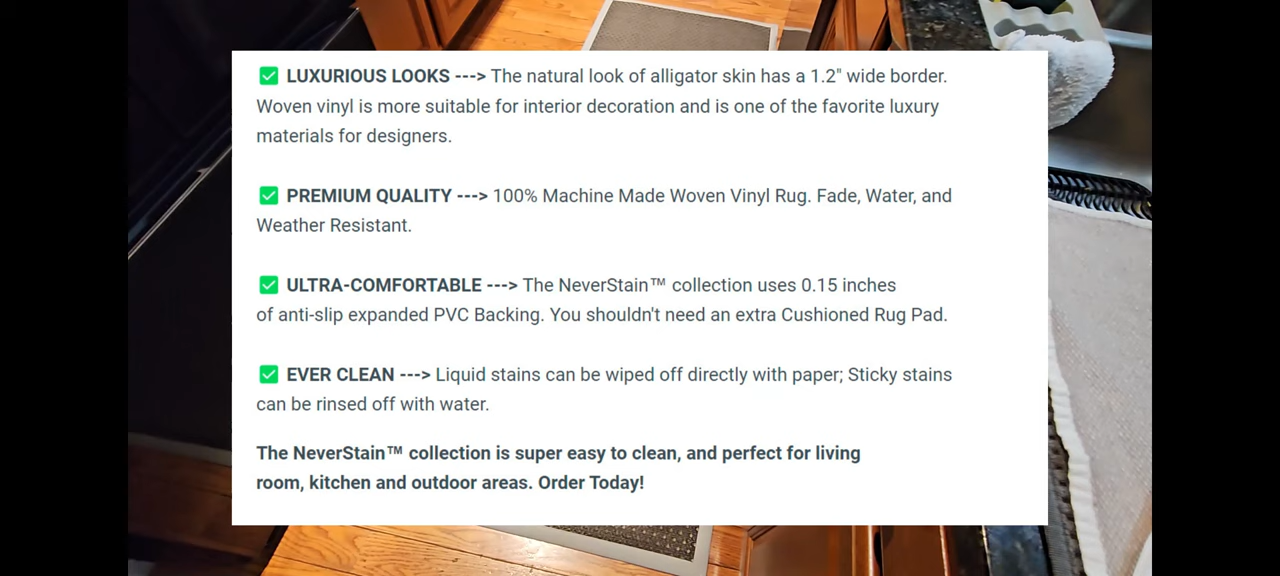 ✅ LUXURIOUS LOOKS ---> The natural look of alligator skin has a 1.2" wide border.
Woven vinyl is more suitable for interior decoration and is one of the favorite luxury
materials for designers.
✅ PREMIUM QUALITY ---> 100% Machine Made Woven Vinyl Rug. Fade, Water, and
Weather Resistant.
✅ ULTRA-COMFORTABLE ---> The NeverStain™ collection uses 0.15 inches
of anti-slip expanded PVC Backing. You shouldn't need an extra Cushioned Rug Pad.
✅ EVER CLEAN ---> Liquid stains can be wiped off directly with paper; Sticky stains
can be rinsed off with water.
The NeverStain™ collection is super easy to clean, and perfect for living
room, kitchen and outdoor areas. Order Today!